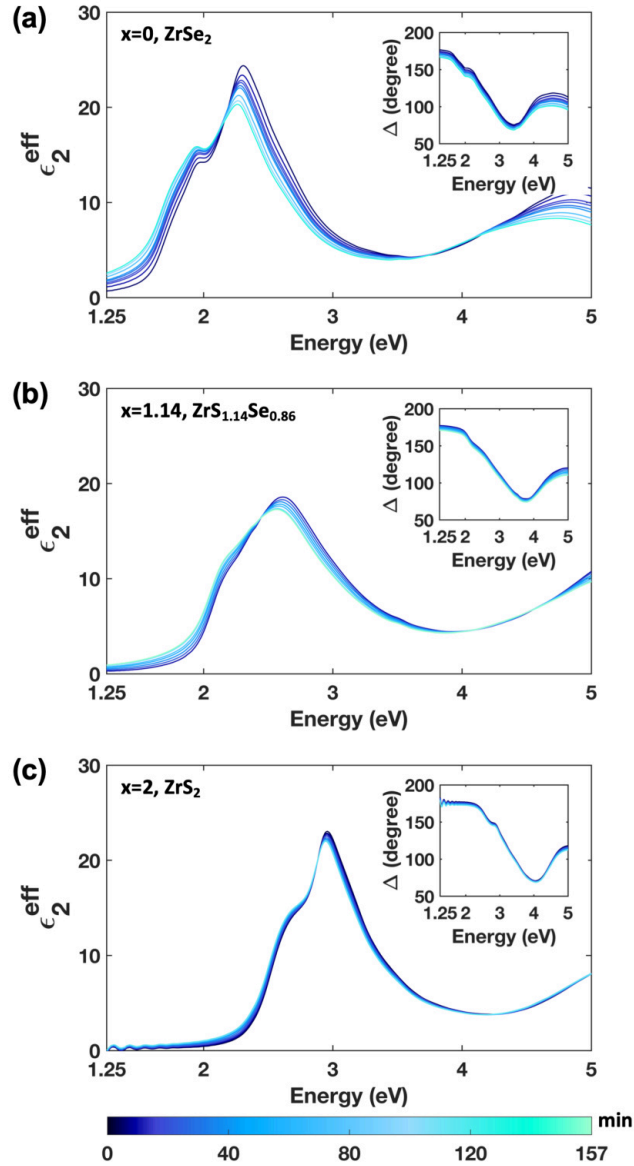 (a)
x=0, ZrSe₂
30
20
10
0
ϵ₂ᵉᶠᶠ
1.25 2 3 4 5
Energy (eV)
200
150
100
50
Δ (degree)
1.25 2 3 4 5
Energy (eV)
(b)
x=1.14, ZrS₁.₁₄Se₀.₈₆
30
20
10
0
ϵ₂ᵉᶠᶠ
1.25 2 3 4 5
Energy (eV)
200
150
100
50
Δ (degree)
1.25 2 3 4 5
Energy (eV)
(c)
x=2, ZrS₂
30
20
10
0
ϵ₂ᵉᶠᶠ
1.25 2 3 4 5
Energy (eV)
200
150
100
50
Δ (degree)
1.25 2 3 4 5
Energy (eV)
min
0 40 80 120 157